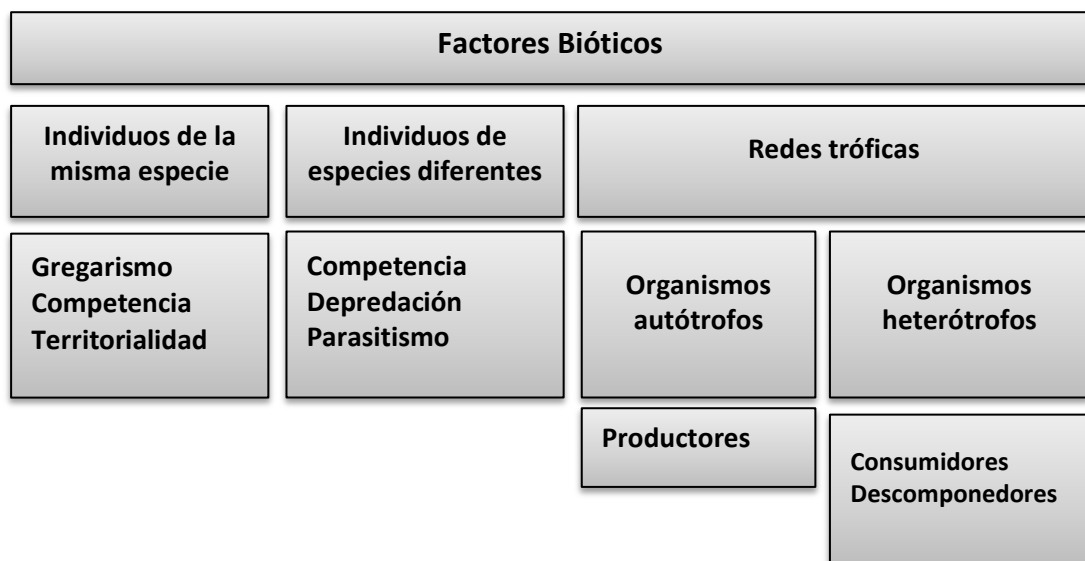 Factores Bióticos
Individuos de la
misma especie
Individuos de
especies diferentes
Redes tróficas
Gregarismo
Competencia
Territorialidad
Competencia
Depredación
Parasitismo
Organismos
autótrofos
Organismos
heterótrofos
Productores
Consumidores
Descomponedores